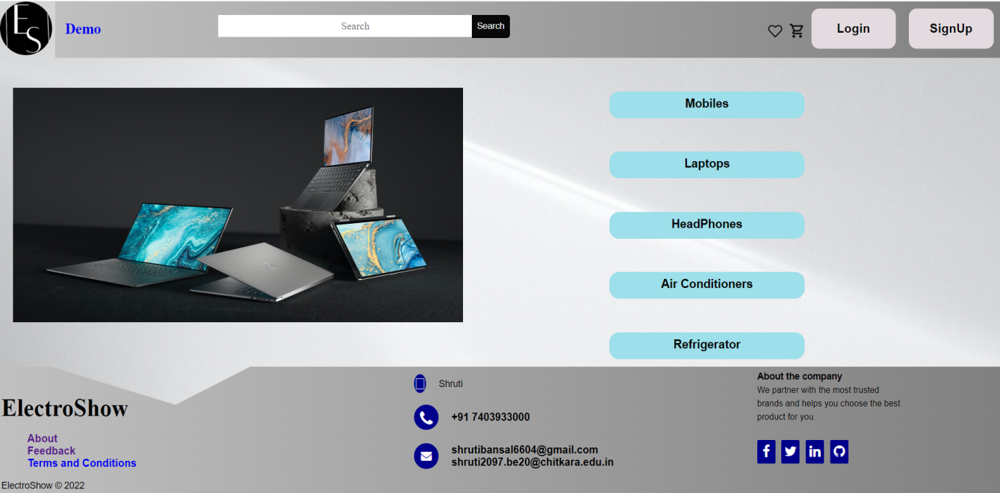 ES
Demo
Search
Search
Login
SignUp
Mobiles
Laptops
HeadPhones
Air Conditioners
Refrigerator
ElectroShow
About
Feedback
Terms and Conditions
ElectroShow © 2022
Shruti
+91 7403933000
shrutibansal6604@gmail.com
shruti2097.be20@chitkara.edu.in
About the company
We partner with the most trusted
brands and helps you choose the best
product for you.